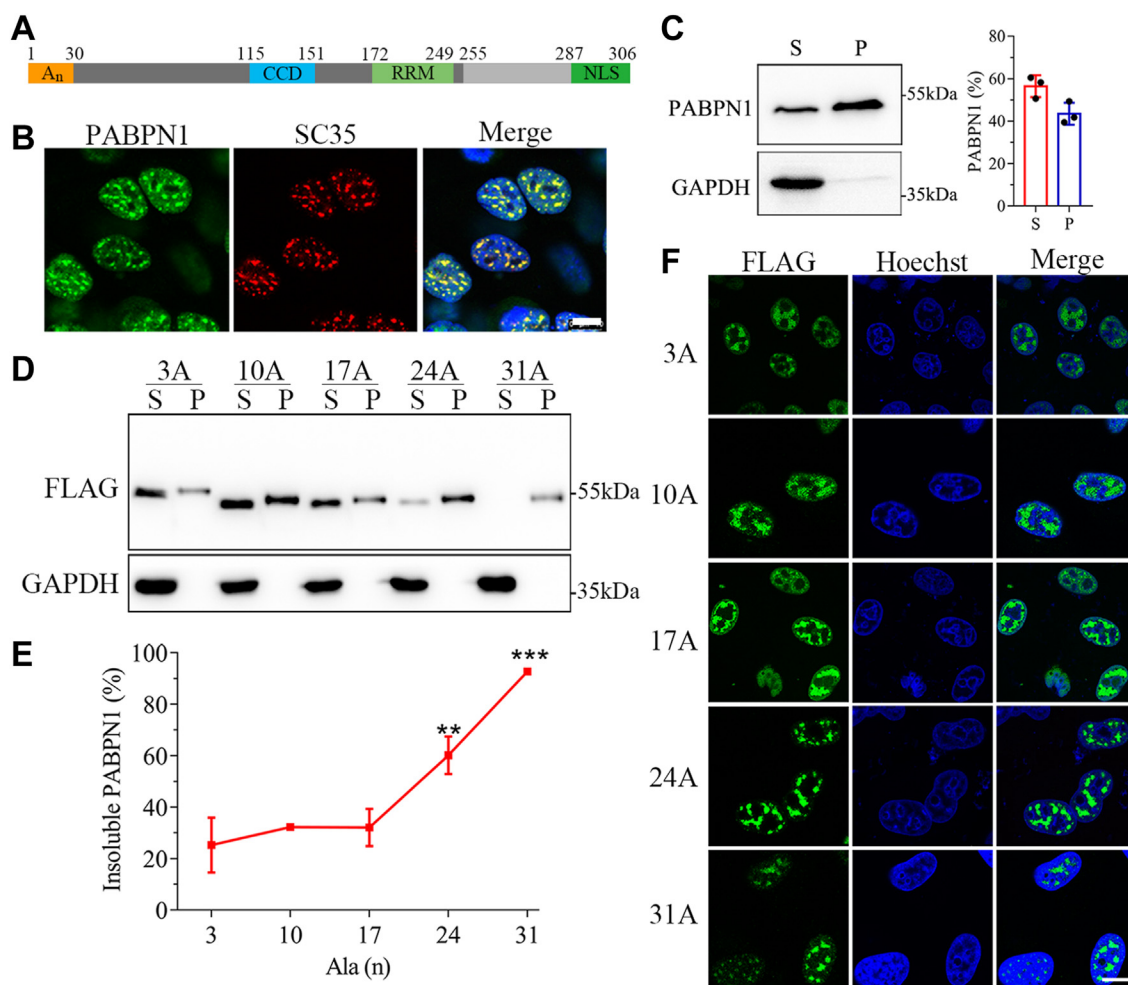 A
1 30 115 151 172 249 255 287 306
An CCD RRM NLS
B
PABPN1 SC35 Merge
C
S P
PABPN1
-55kDa
GAPDH
-35kDa
PABPN1 (%)
80
60
40
20
0
S P
D
3A 10A 17A 24A 31A
S P S P S P S P S P
FLAG
-55kDa
GAPDH
-35kDa
E
Insoluble PABPN1 (%)
100
80
60
40
20
0
** ***
3 10 17 24 31
Ala (n)
F
FLAG Hoechst Merge
3A
10A
17A
24A
31A